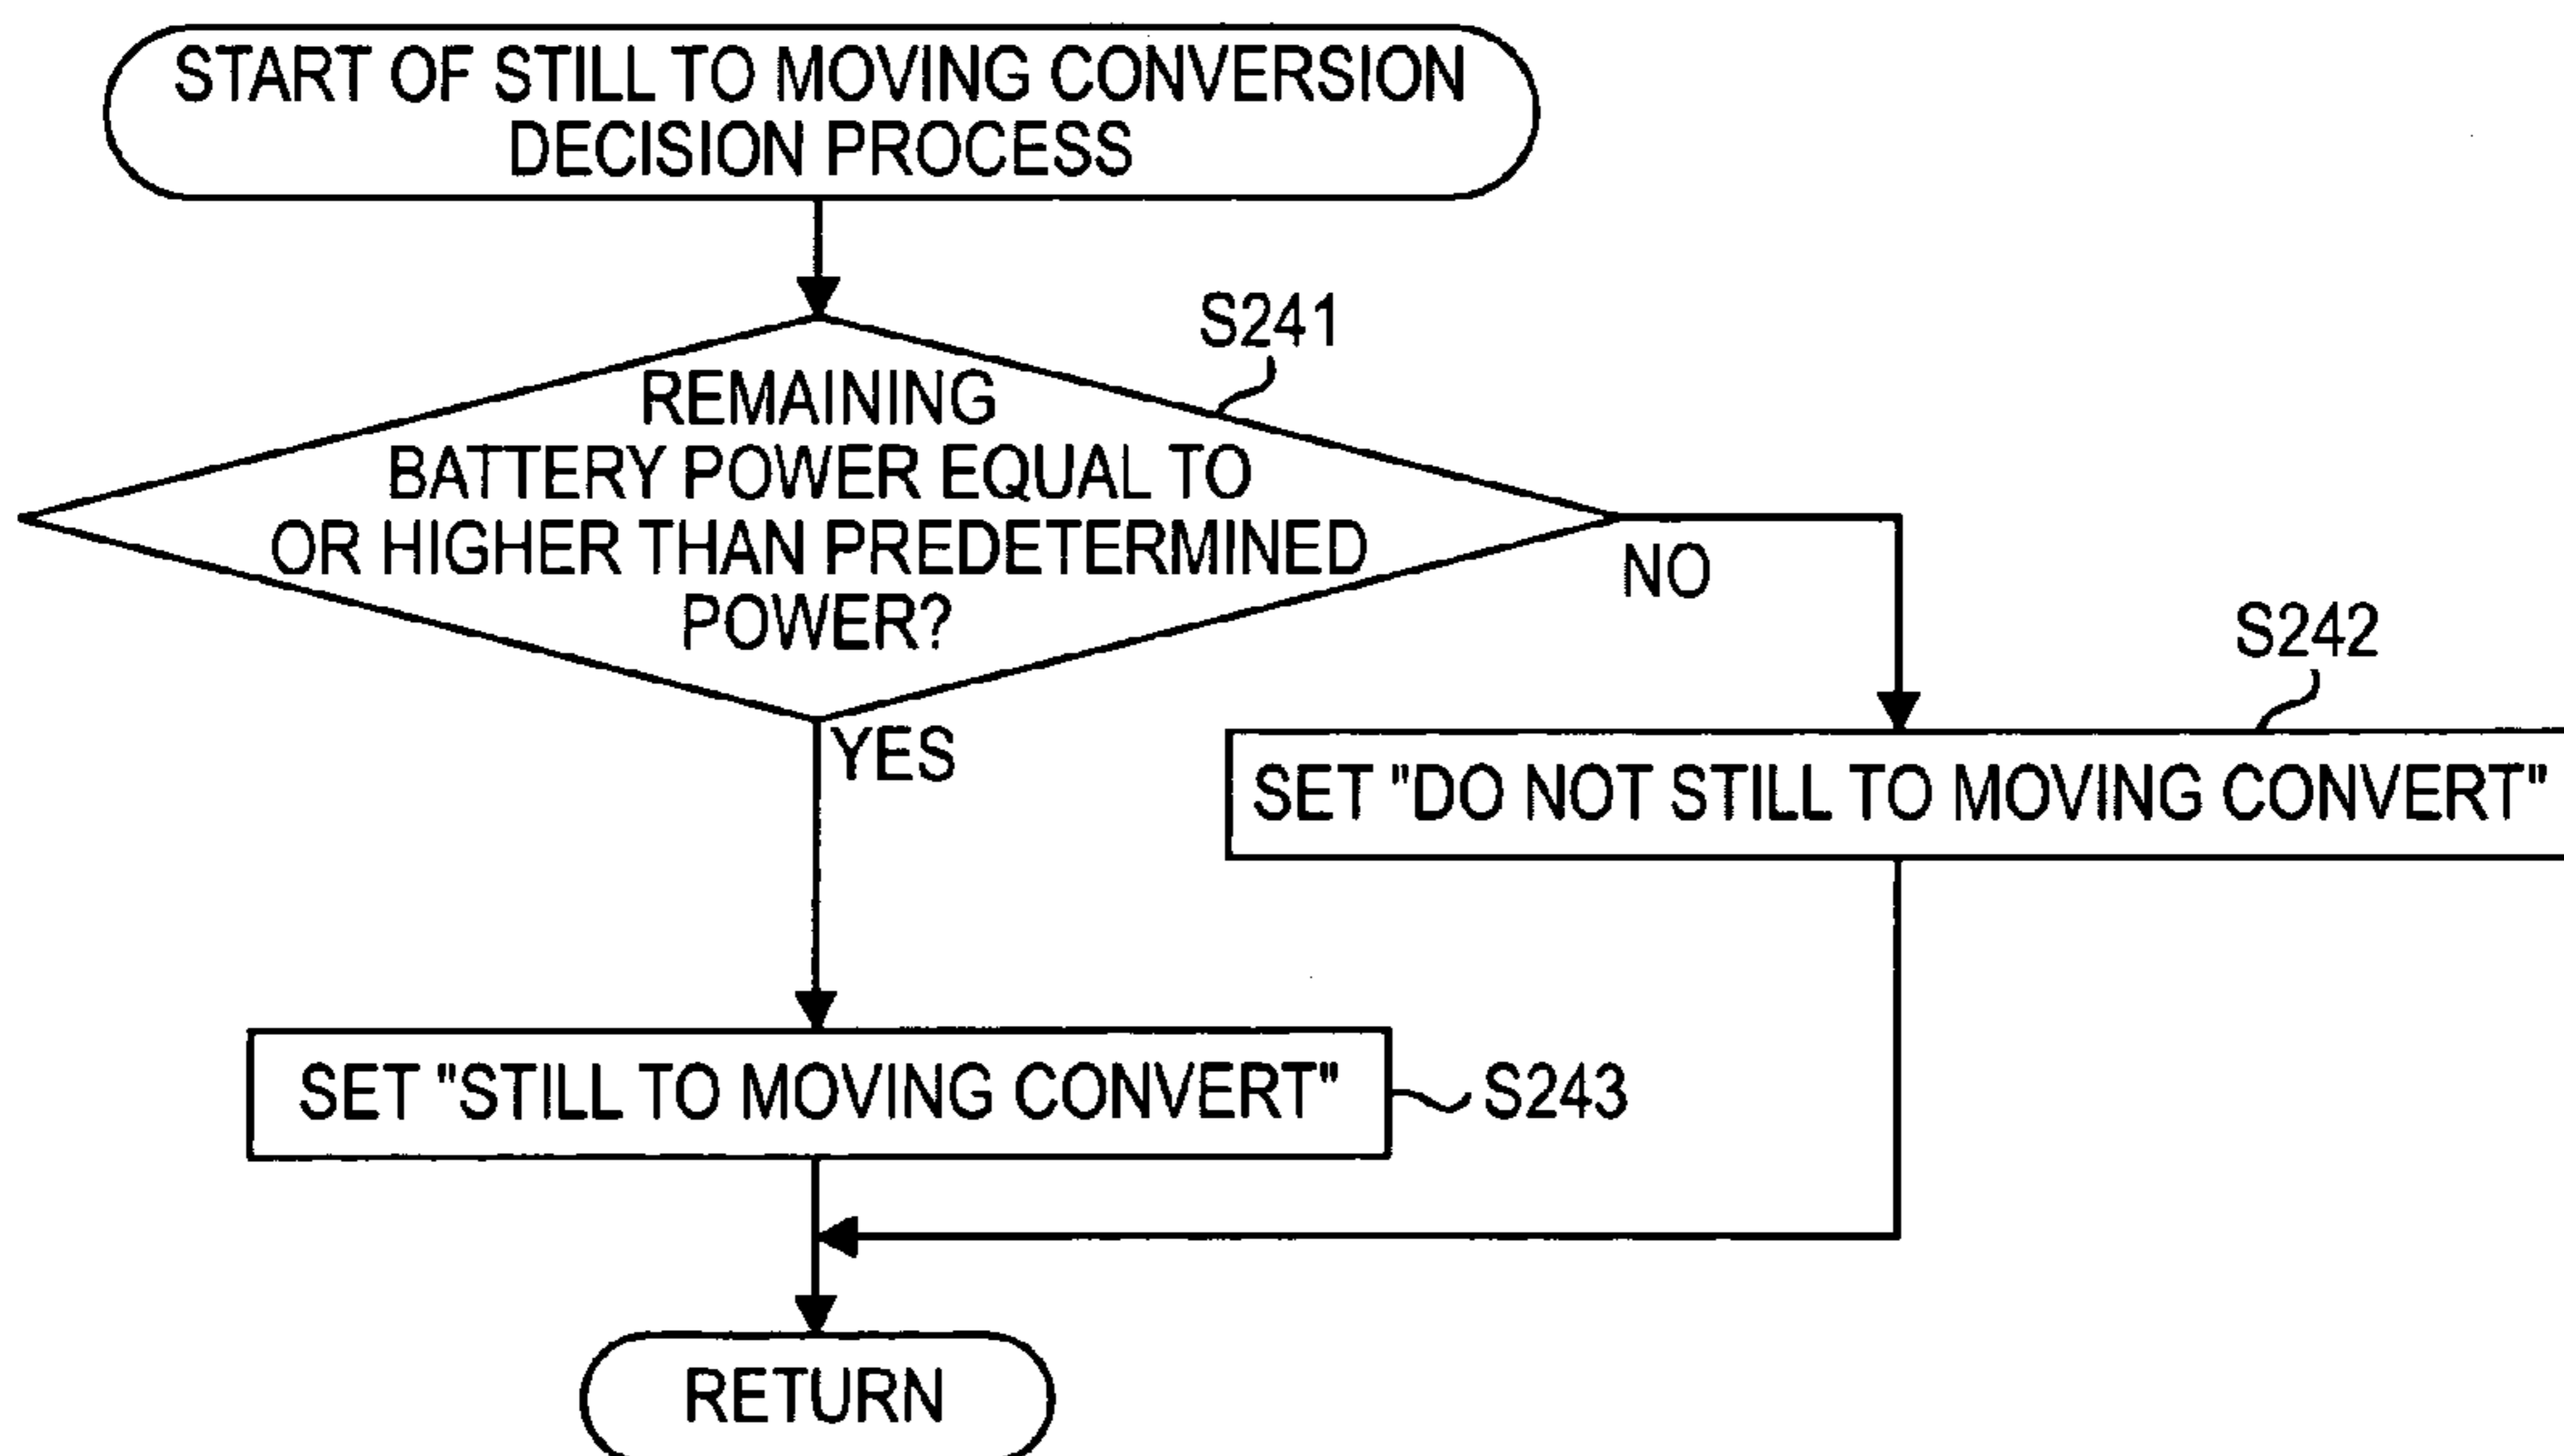 START OF STILL TO MOVING CONVERSION
DECISION PROCESS
S241
REMAINING
BATTERY POWER EQUAL TO
OR HIGHER THAN PREDETERMINED
POWER?
NO
YES
S242
SET "DO NOT STILL TO MOVING CONVERT"
SET "STILL TO MOVING CONVERT"
S243
RETURN